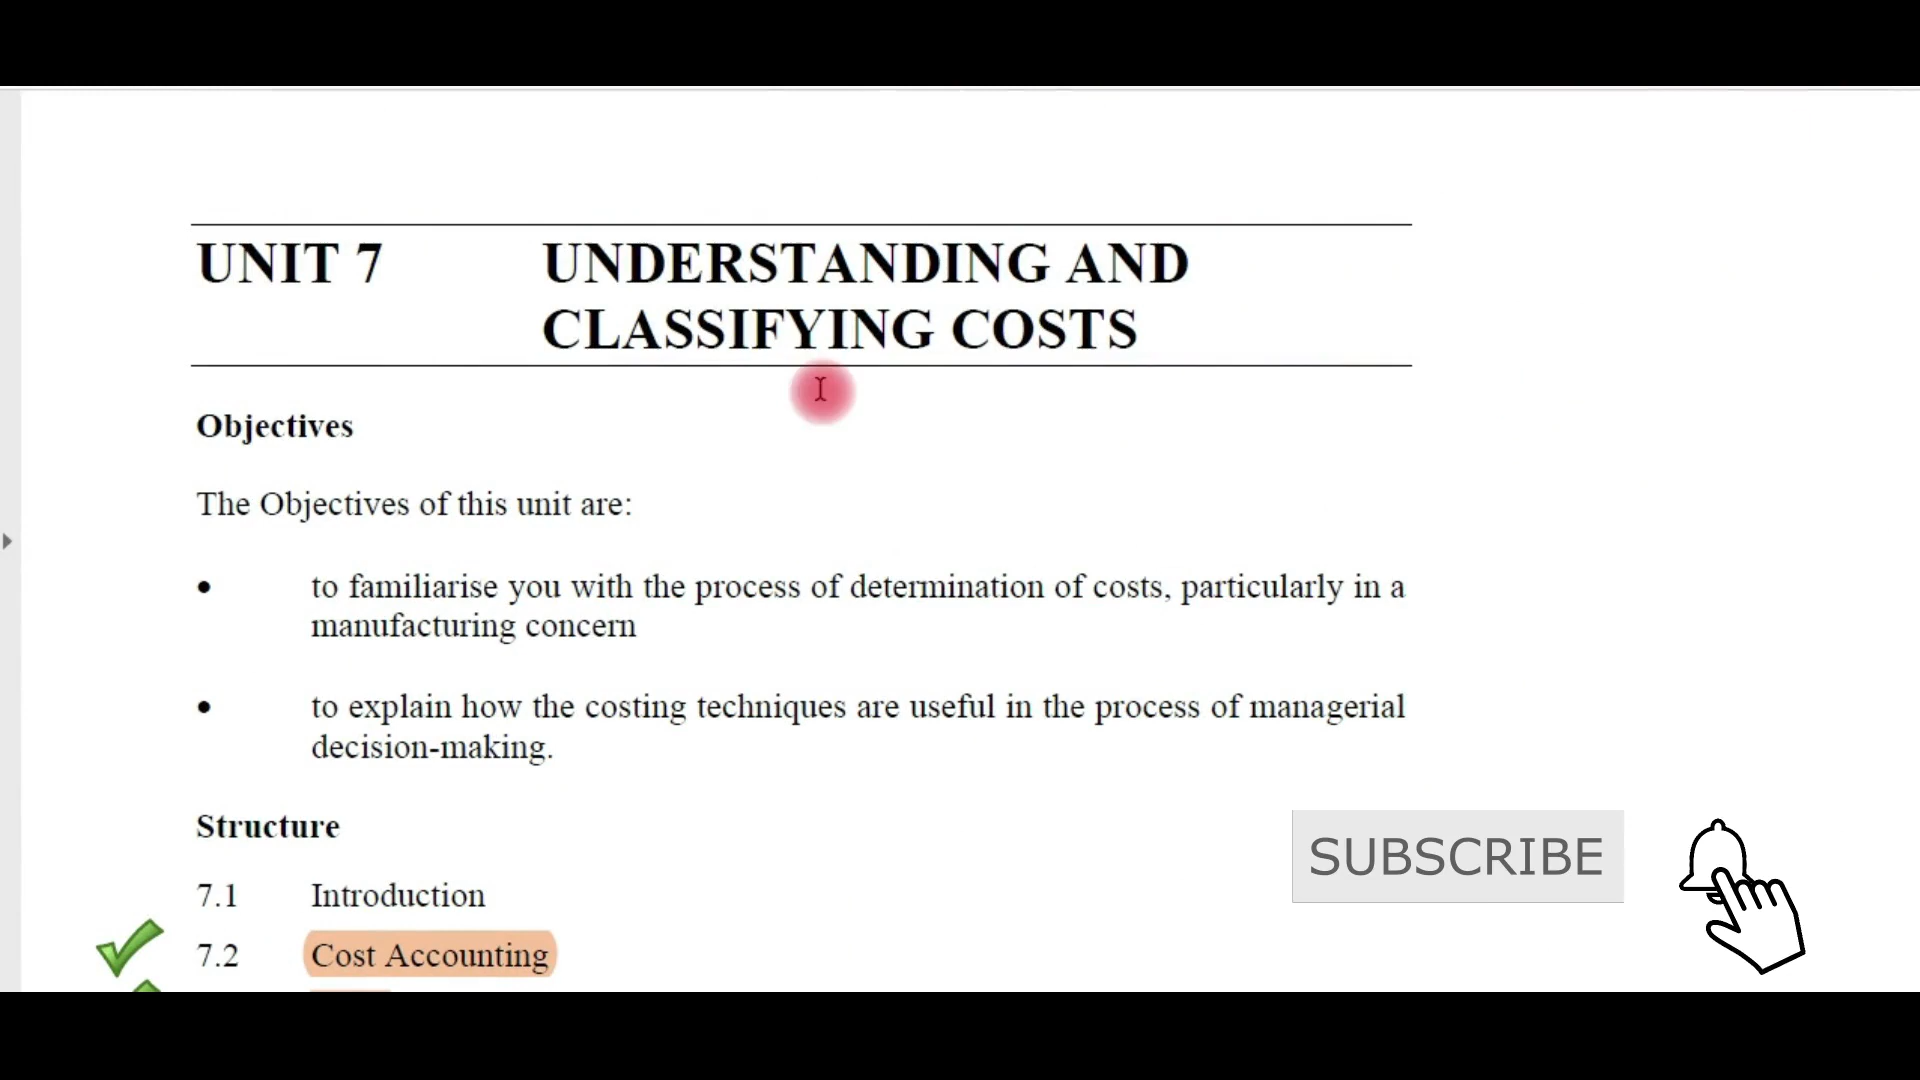 UNIT 7 UNDERSTANDING AND
CLASSIFYING COSTS
Objectives
The Objectives of this unit are:
• to familiarise you with the process of determination of costs, particularly in a
manufacturing concern
• to explain how the costing techniques are useful in the process of managerial
decision-making.
Structure
7.1 Introduction
7.2 Cost Accounting
SUBSCRIBE